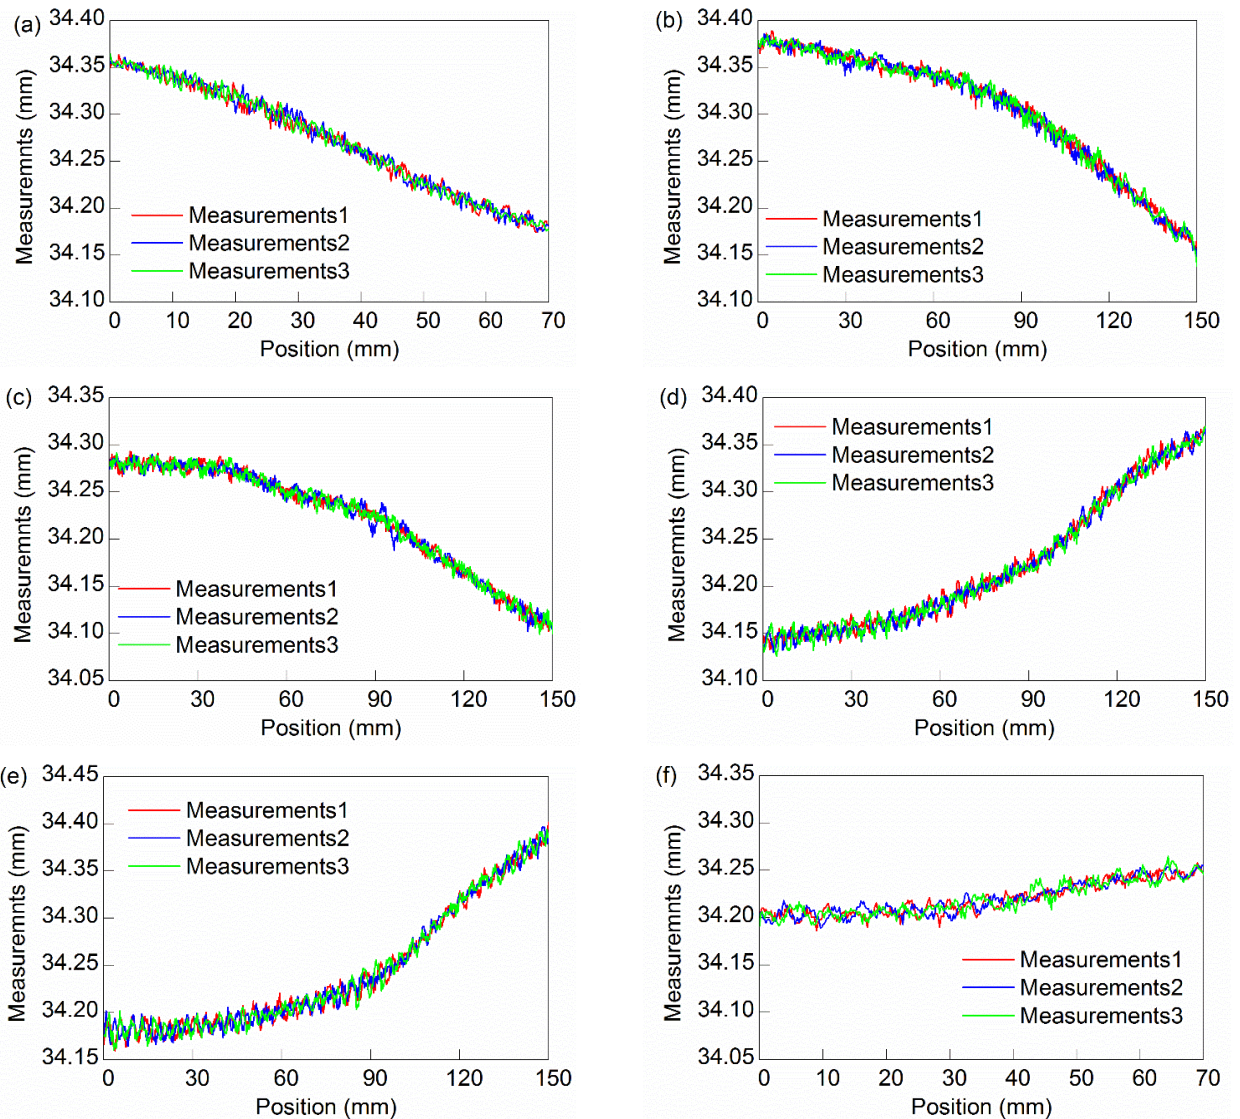 (a)
34.40
34.35
34.30
34.25
34.20
34.15
34.10
Measuremnts (mm)
Measurements1
Measurements2
Measurements3
0 10 20 30 40 50 60 70
Position (mm)
(b)
34.40
34.35
34.30
34.25
34.20
34.15
34.10
Measuremnts (mm)
Measurements1
Measurements2
Measurements3
0 30 60 90 120 150
Position (mm)
(c)
34.35
34.30
34.25
34.20
34.15
34.10
34.05
Measuremnts (mm)
Measurements1
Measurements2
Measurements3
0 30 60 90 120 150
Position (mm)
(d)
34.40
34.35
34.30
34.25
34.20
34.15
34.10
Measuremnts (mm)
Measurements1
Measurements2
Measurements3
0 30 60 90 120 150
Position (mm)
(e)
34.45
34.40
34.35
34.30
34.25
34.20
34.15
Measuremnts (mm)
Measurements1
Measurements2
Measurements3
0 30 60 90 120 150
Position (mm)
(f)
34.35
34.30
34.25
34.20
34.15
34.10
34.05
Measuremnts (mm)
Measurements1
Measurements2
Measurements3
0 10 20 30 40 50 60 70
Position (mm)